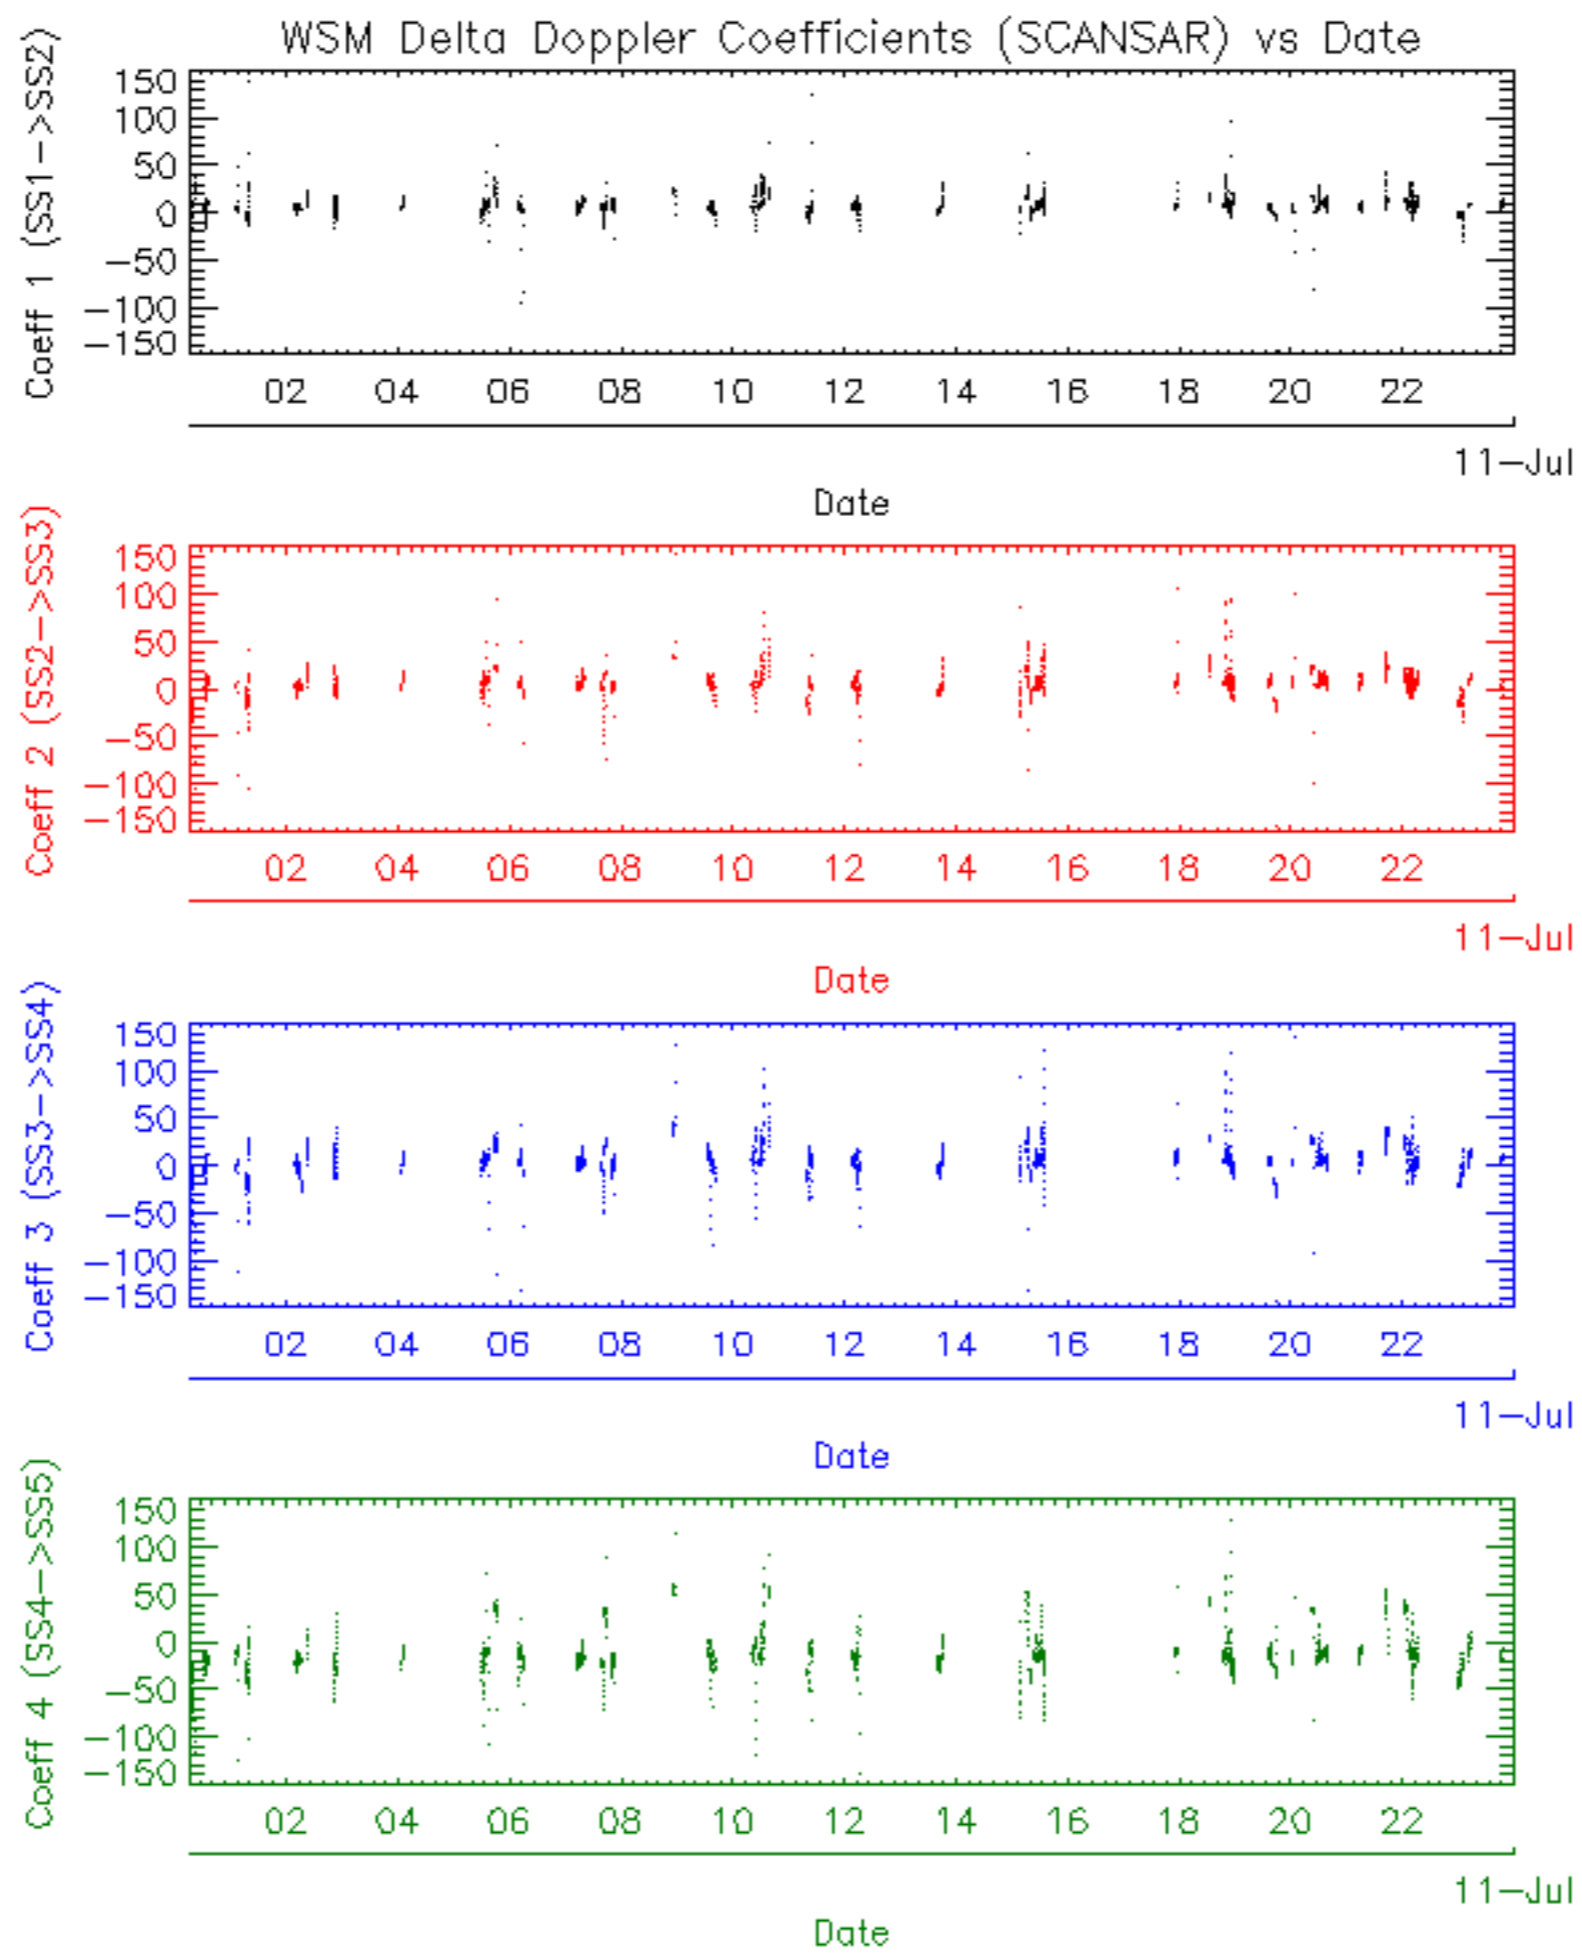 WSM Delta Doppler Coefficients (SCANSAR) vs Date
Coeff 1 (SS1->SS2)
150
100
50
0
-50
-100
-150
02 04 06 08 10 12 14 16 18 20 22
11-Jul
Date
Coeff 2 (SS2->SS3)
150
100
50
0
-50
-100
-150
02 04 06 08 10 12 14 16 18 20 22
11-Jul
Date
Coeff 3 (SS3->SS4)
150
100
50
0
-50
-100
-150
02 04 06 08 10 12 14 16 18 20 22
11-Jul
Date
Coeff 4 (SS4->SS5)
150
100
50
0
-50
-100
-150
02 04 06 08 10 12 14 16 18 20 22
11-Jul
Date